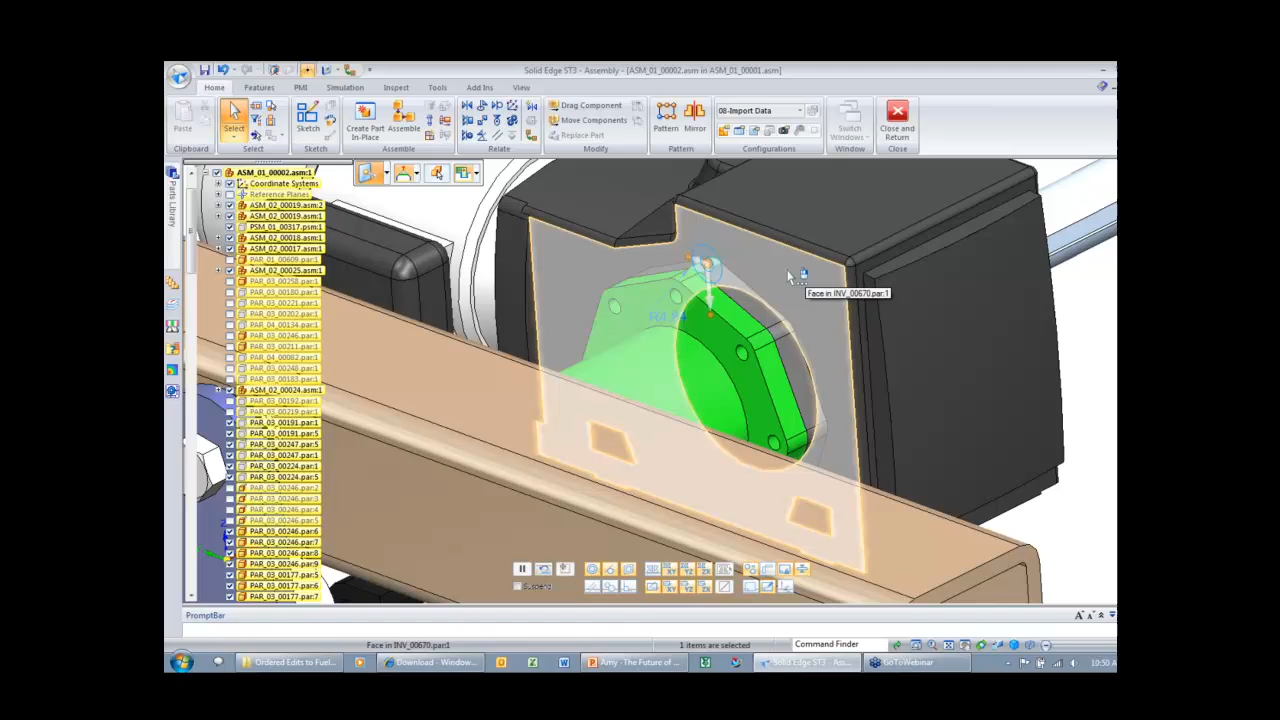 Solid Edge ST3 - Assembly - [ASM_01_00002.asm in ASM_01_00001.asm]
Home Features PMI Simulation Inspect Tools Add Ins View
Paste
Select
Sketch
Create Part In-Place
Assemble
Drag Component
Move Components
Replace Part
Pattern Mirror
08-Import Data
Switch Windows
Close and Return
Clipboard Select Sketch Assemble Relate Modify Pattern Configurations Window Close
Parts Library
ASM_01_00002.asm:1
Coordinate Systems
Reference Planes
ASM_02_00019.asm:2
ASM_02_00019.asm:1
PSM_01_00317.psm:1
ASM_02_00018.asm:1
ASM_02_00017.asm:1
PAR_01_00609.par:1
ASM_02_00025.asm:1
PAR_03_00258.par:1
PAR_03_00180.par:1
PAR_03_00221.par:1
PAR_03_00202.par:1
PAR_04_00134.par:1
PAR_03_00246.par:1
PAR_03_00211.par:1
PAR_04_00082.par:1
PAR_03_00248.par:1
PAR_03_00183.par:1
ASM_02_00024.asm:1
PAR_03_00192.par:1
PAR_03_00219.par:1
PAR_03_00191.par:1
PAR_03_00191.par:5
PAR_03_00247.par:5
PAR_03_00247.par:1
PAR_03_00224.par:1
PAR_03_00224.par:5
PAR_03_00246.par:2
PAR_03_00246.par:3
PAR_03_00246.par:4
PAR_03_00246.par:5
PAR_03_00246.par:6
PAR_03_00246.par:7
PAR_03_00246.par:8
PAR_03_00246.par:9
PAR_03_00177.par:5
PAR_03_00177.par:6
PAR_03_00177.par:7
Face in INV_00670.par:1
Suspend
PromptBar
Face in INV_00670.par:1
1 items are selected
Command Finder
Ordered Edits to Fuel...
Download - Window...
Amy - The Future of ...
Solid Edge ST3 - Ass...
GoToWebinar
10:50